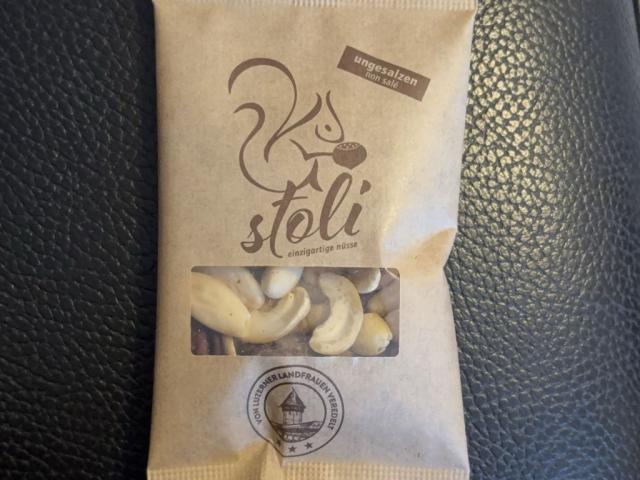 ungesalzen
non salé
stoli
einzigartige nüsse
VON LUZERNER LANDFRAUEN VEREDELT